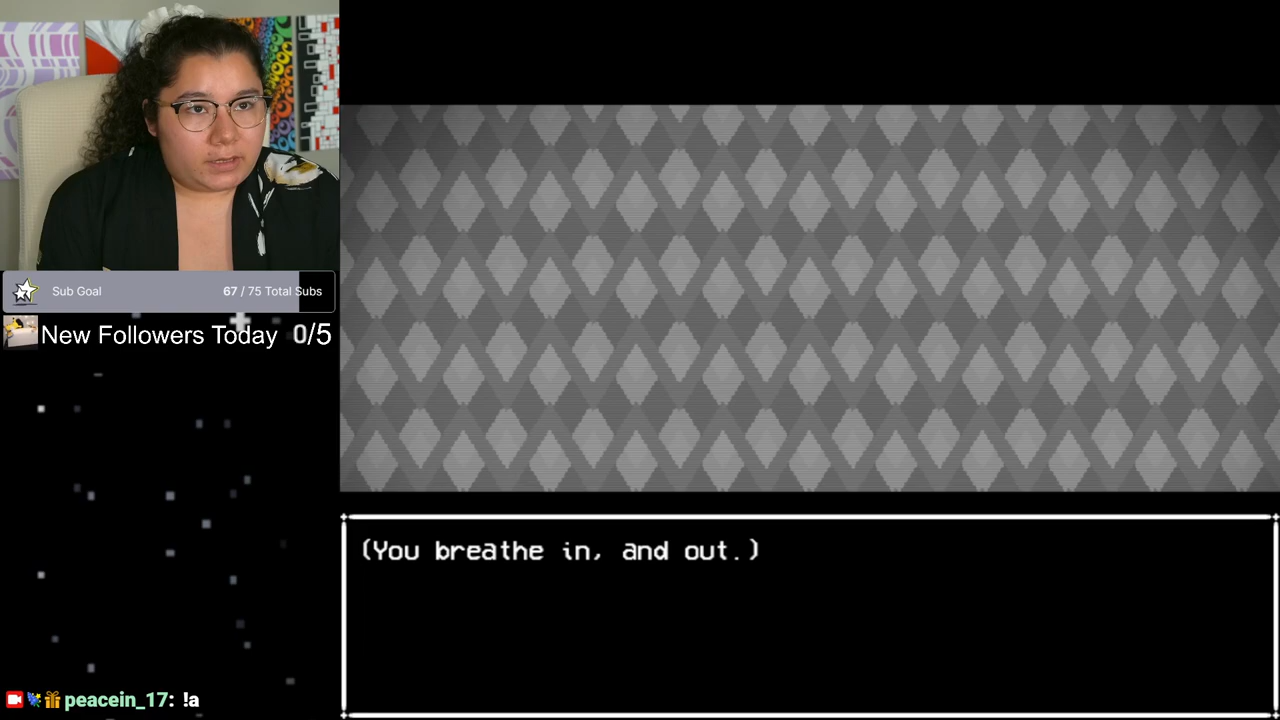 Sub Goal 67 / 75 Total Subs
New Followers Today 0/5
(You breathe in, and out.)
peacein_17: !a